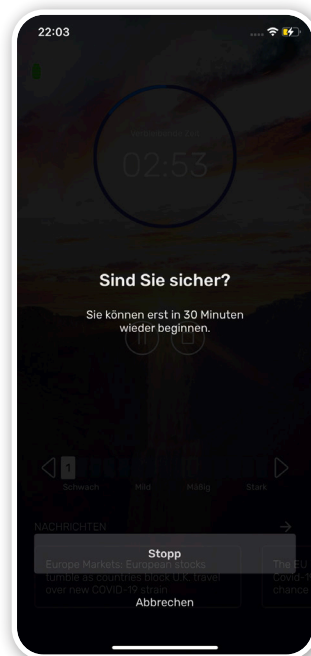 22:03
02:53
Sind Sie sicher?
Sie können erst in 30 Minuten
wieder beginnen.
1
Schwach Mild Mäßig Stark
NACHRICHTEN
Stopp
Europe Markets: European stocks
tumble as countries block U.K. travel
over new COVID-19 strain
The EU
Covid-1
chance
Abbrechen